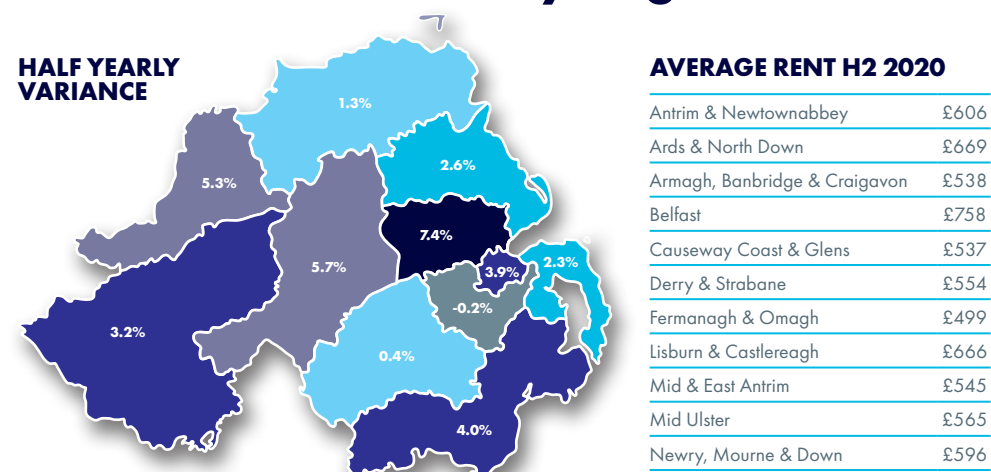 HALF YEARLY
VARIANCE
1.3%
2.6%
5.3%
7.4%
5.7%
3.9%
2.3%
-0.2%
3.2%
0.4%
4.0%
AVERAGE RENT H2 2020
Antrim & Newtownabbey £606
Ards & North Down £669
Armagh, Banbridge & Craigavon £538
Belfast £758
Causeway Coast & Glens £537
Derry & Strabane £554
Fermanagh & Omagh £499
Lisburn & Castlereagh £666
Mid & East Antrim £545
Mid Ulster £565
Newry, Mourne & Down £596